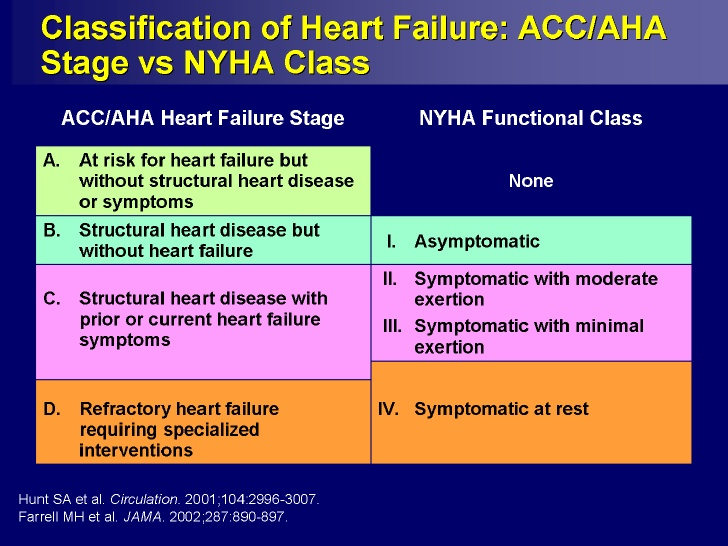 Classification of Heart Failure: ACC/AHA
Stage vs NYHA Class
ACC/AHA Heart Failure Stage
NYHA Functional Class
A. At risk for heart failure but
without structural heart disease
or symptoms
None
B. Structural heart disease but
without heart failure
I. Asymptomatic
C. Structural heart disease with
prior or current heart failure
symptoms
II. Symptomatic with moderate
exertion
III. Symptomatic with minimal
exertion
D. Refractory heart failure
requiring specialized
interventions
IV. Symptomatic at rest
Hunt SA et al. Circulation. 2001;104:2996-3007.
Farrell MH et al. JAMA. 2002;287:890-897.